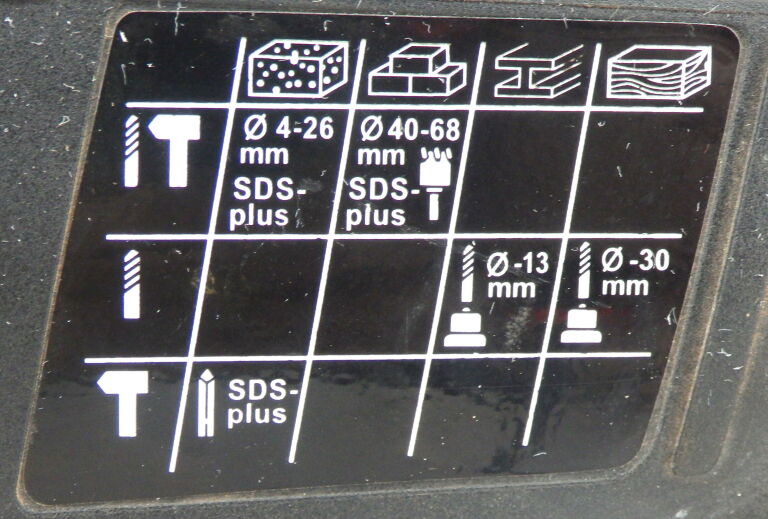 Ø 4-26
mm
SDS-
plus
Ø 40-68
mm
SDS-
plus
Ø -13
mm
Ø -30
mm
SDS-
plus